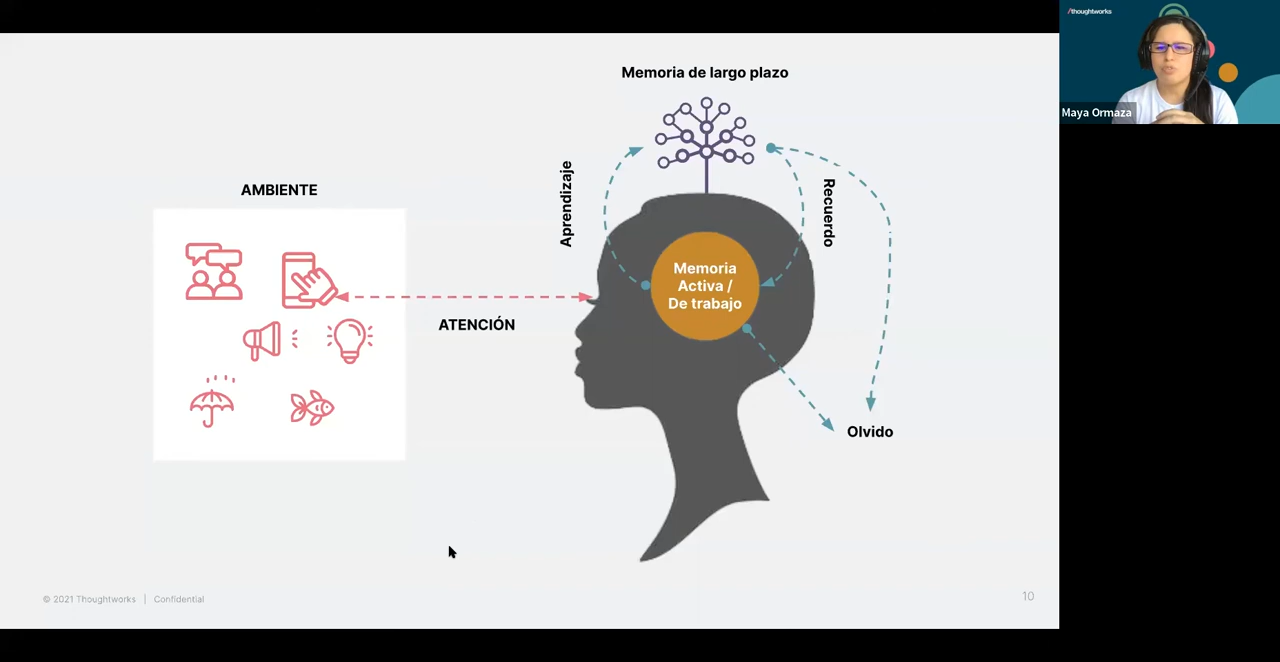 Memoria de largo plazo
AMBIENTE
Aprendizaje
Recuerdo
Memoria
Activa /
De trabajo
ATENCIÓN
Olvido
© 2021 Thoughtworks | Confidential
10
/thoughtworks
Maya Ormaza